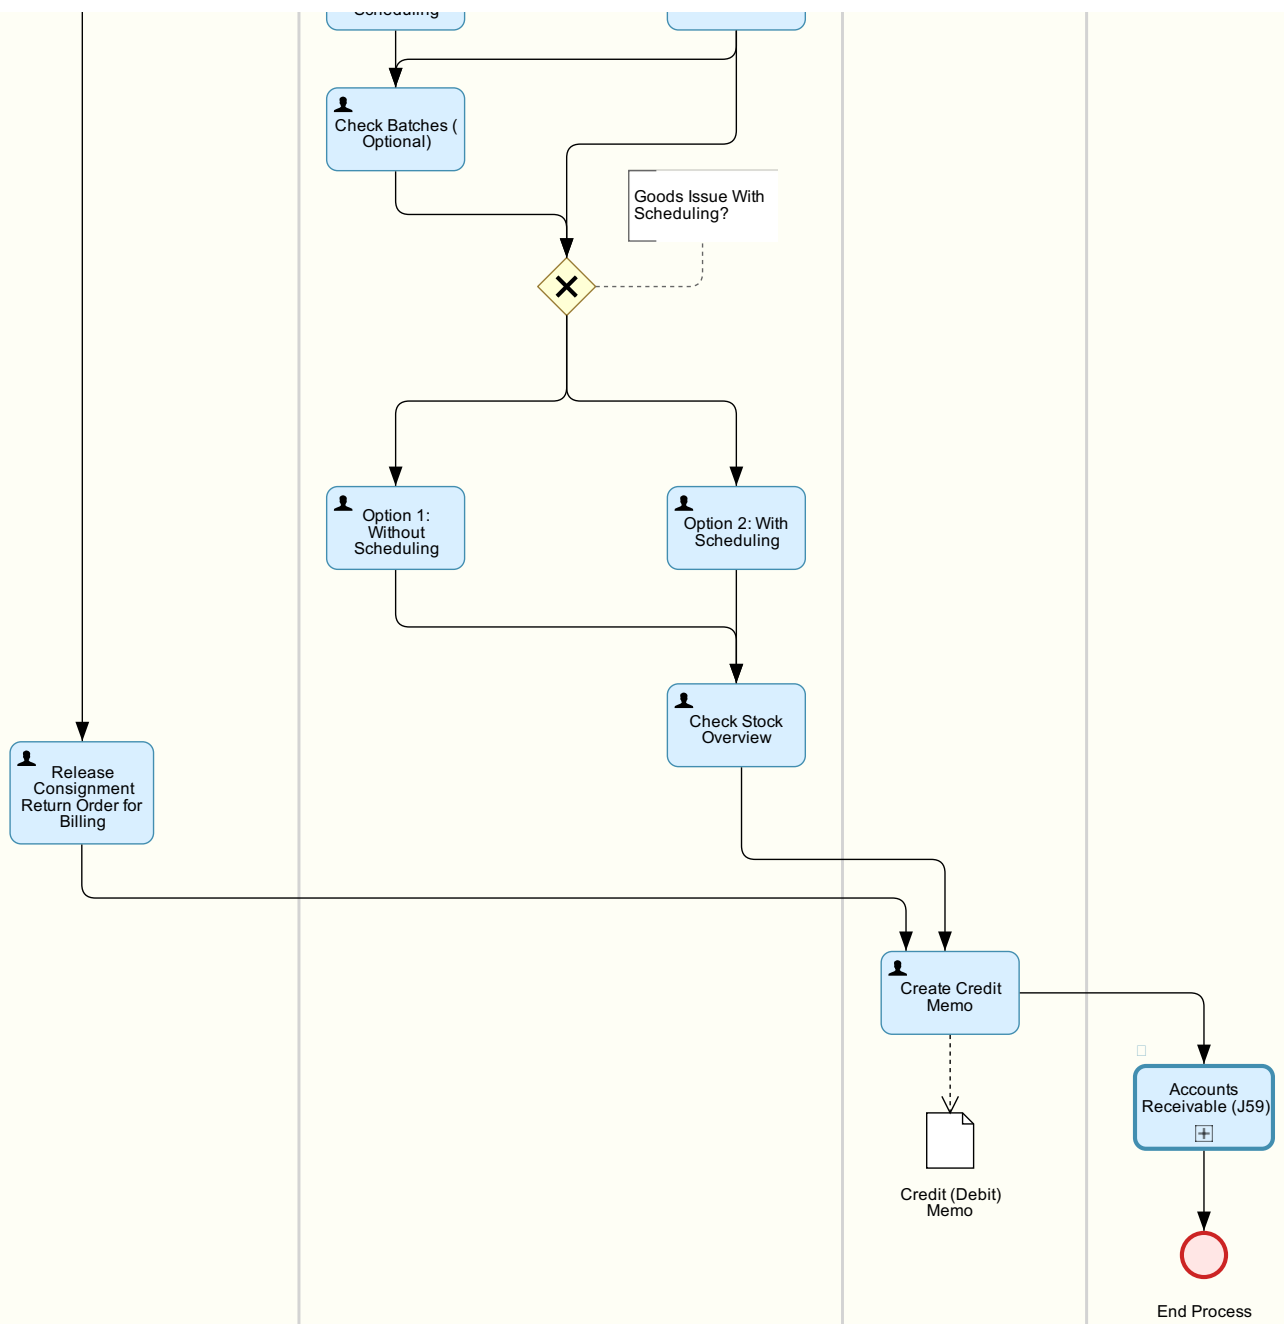 Scheduling
Check Batches (
Optional)
Goods Issue With
Scheduling?
Option 1:
Without
Scheduling
Option 2: With
Scheduling
Check Stock
Overview
Release
Consignment
Return Order for
Billing
Create Credit
Memo
Accounts
Receivable (J59)
Credit (Debit)
Memo
End Process